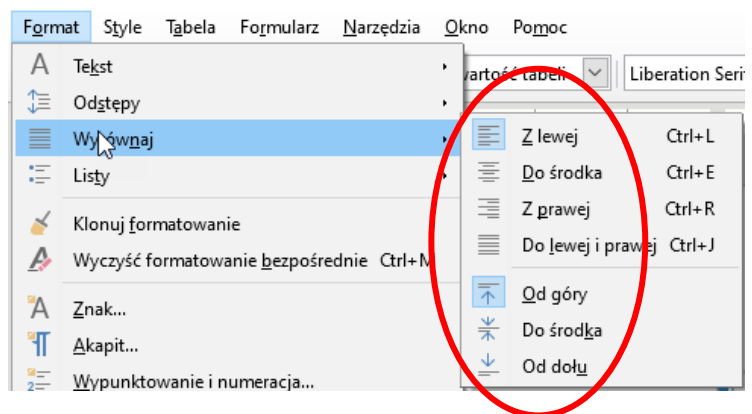 Format Style Tabela Formularz Narzędzia Okno Pomoc
Tekst
Liberation Seri
Odstępy
Wyrównaj
Z lewej Ctrl+L
Listy
Do środka Ctrl+E
Klonuj formatowanie
Z prawej Ctrl+R
Wyczyść formatowanie bezpośrednie Ctrl+M
Do lewej i prawej Ctrl+J
Znak...
Od góry
Akapit...
Do środka
Wypunktowanie i numeracja...
Od dołu